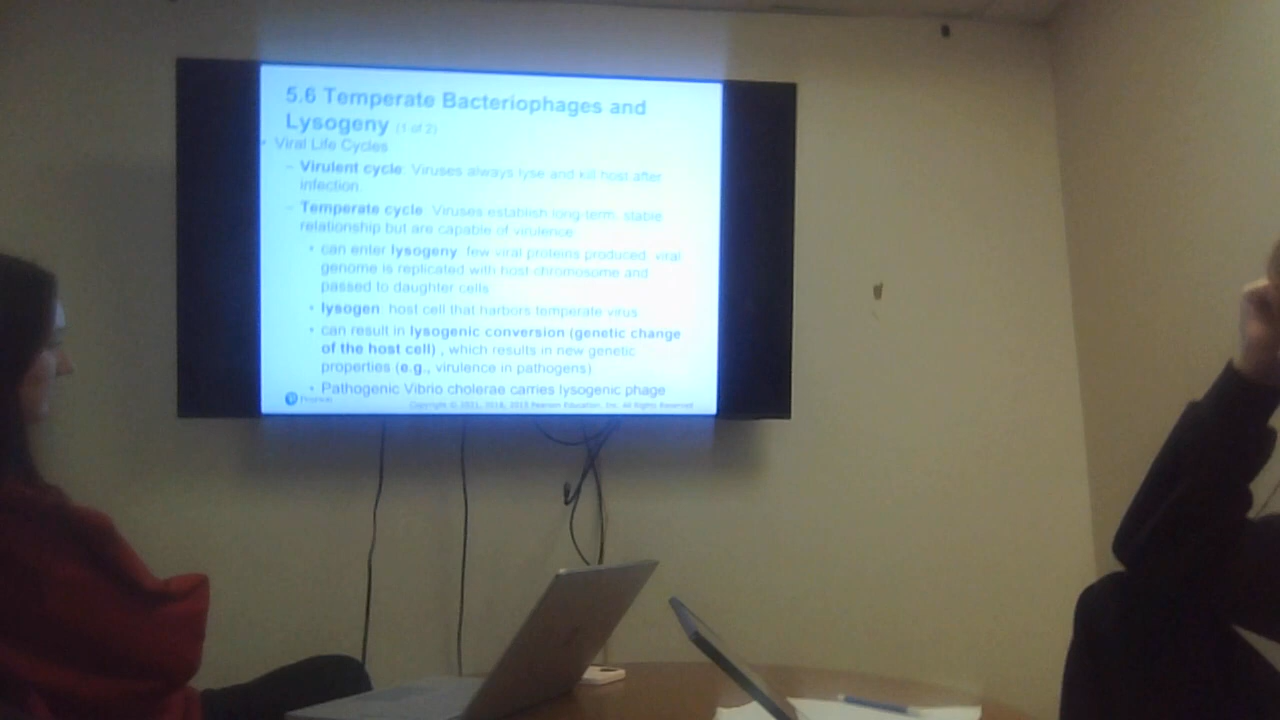 5.6 Temperate Bacteriophages and
Lysogeny (1 of 2)
• Viral Life Cycles
– Virulent cycle: Viruses always lyse and kill host after
infection.
– Temperate cycle: Viruses establish long-term, stable
relationship but are capable of virulence.
• can enter lysogeny: few viral proteins produced; viral
genome is replicated with host chromosome and
passed to daughter cells
• lysogen: host cell that harbors temperate virus
• can result in lysogenic conversion (genetic change
of the host cell) , which results in new genetic
properties (e.g., virulence in pathogens)
• Pathogenic Vibrio cholerae carries lysogenic phage
Pearson
Copyright © 2021, 2018, 2015 Pearson Education, Inc. All Rights Reserved